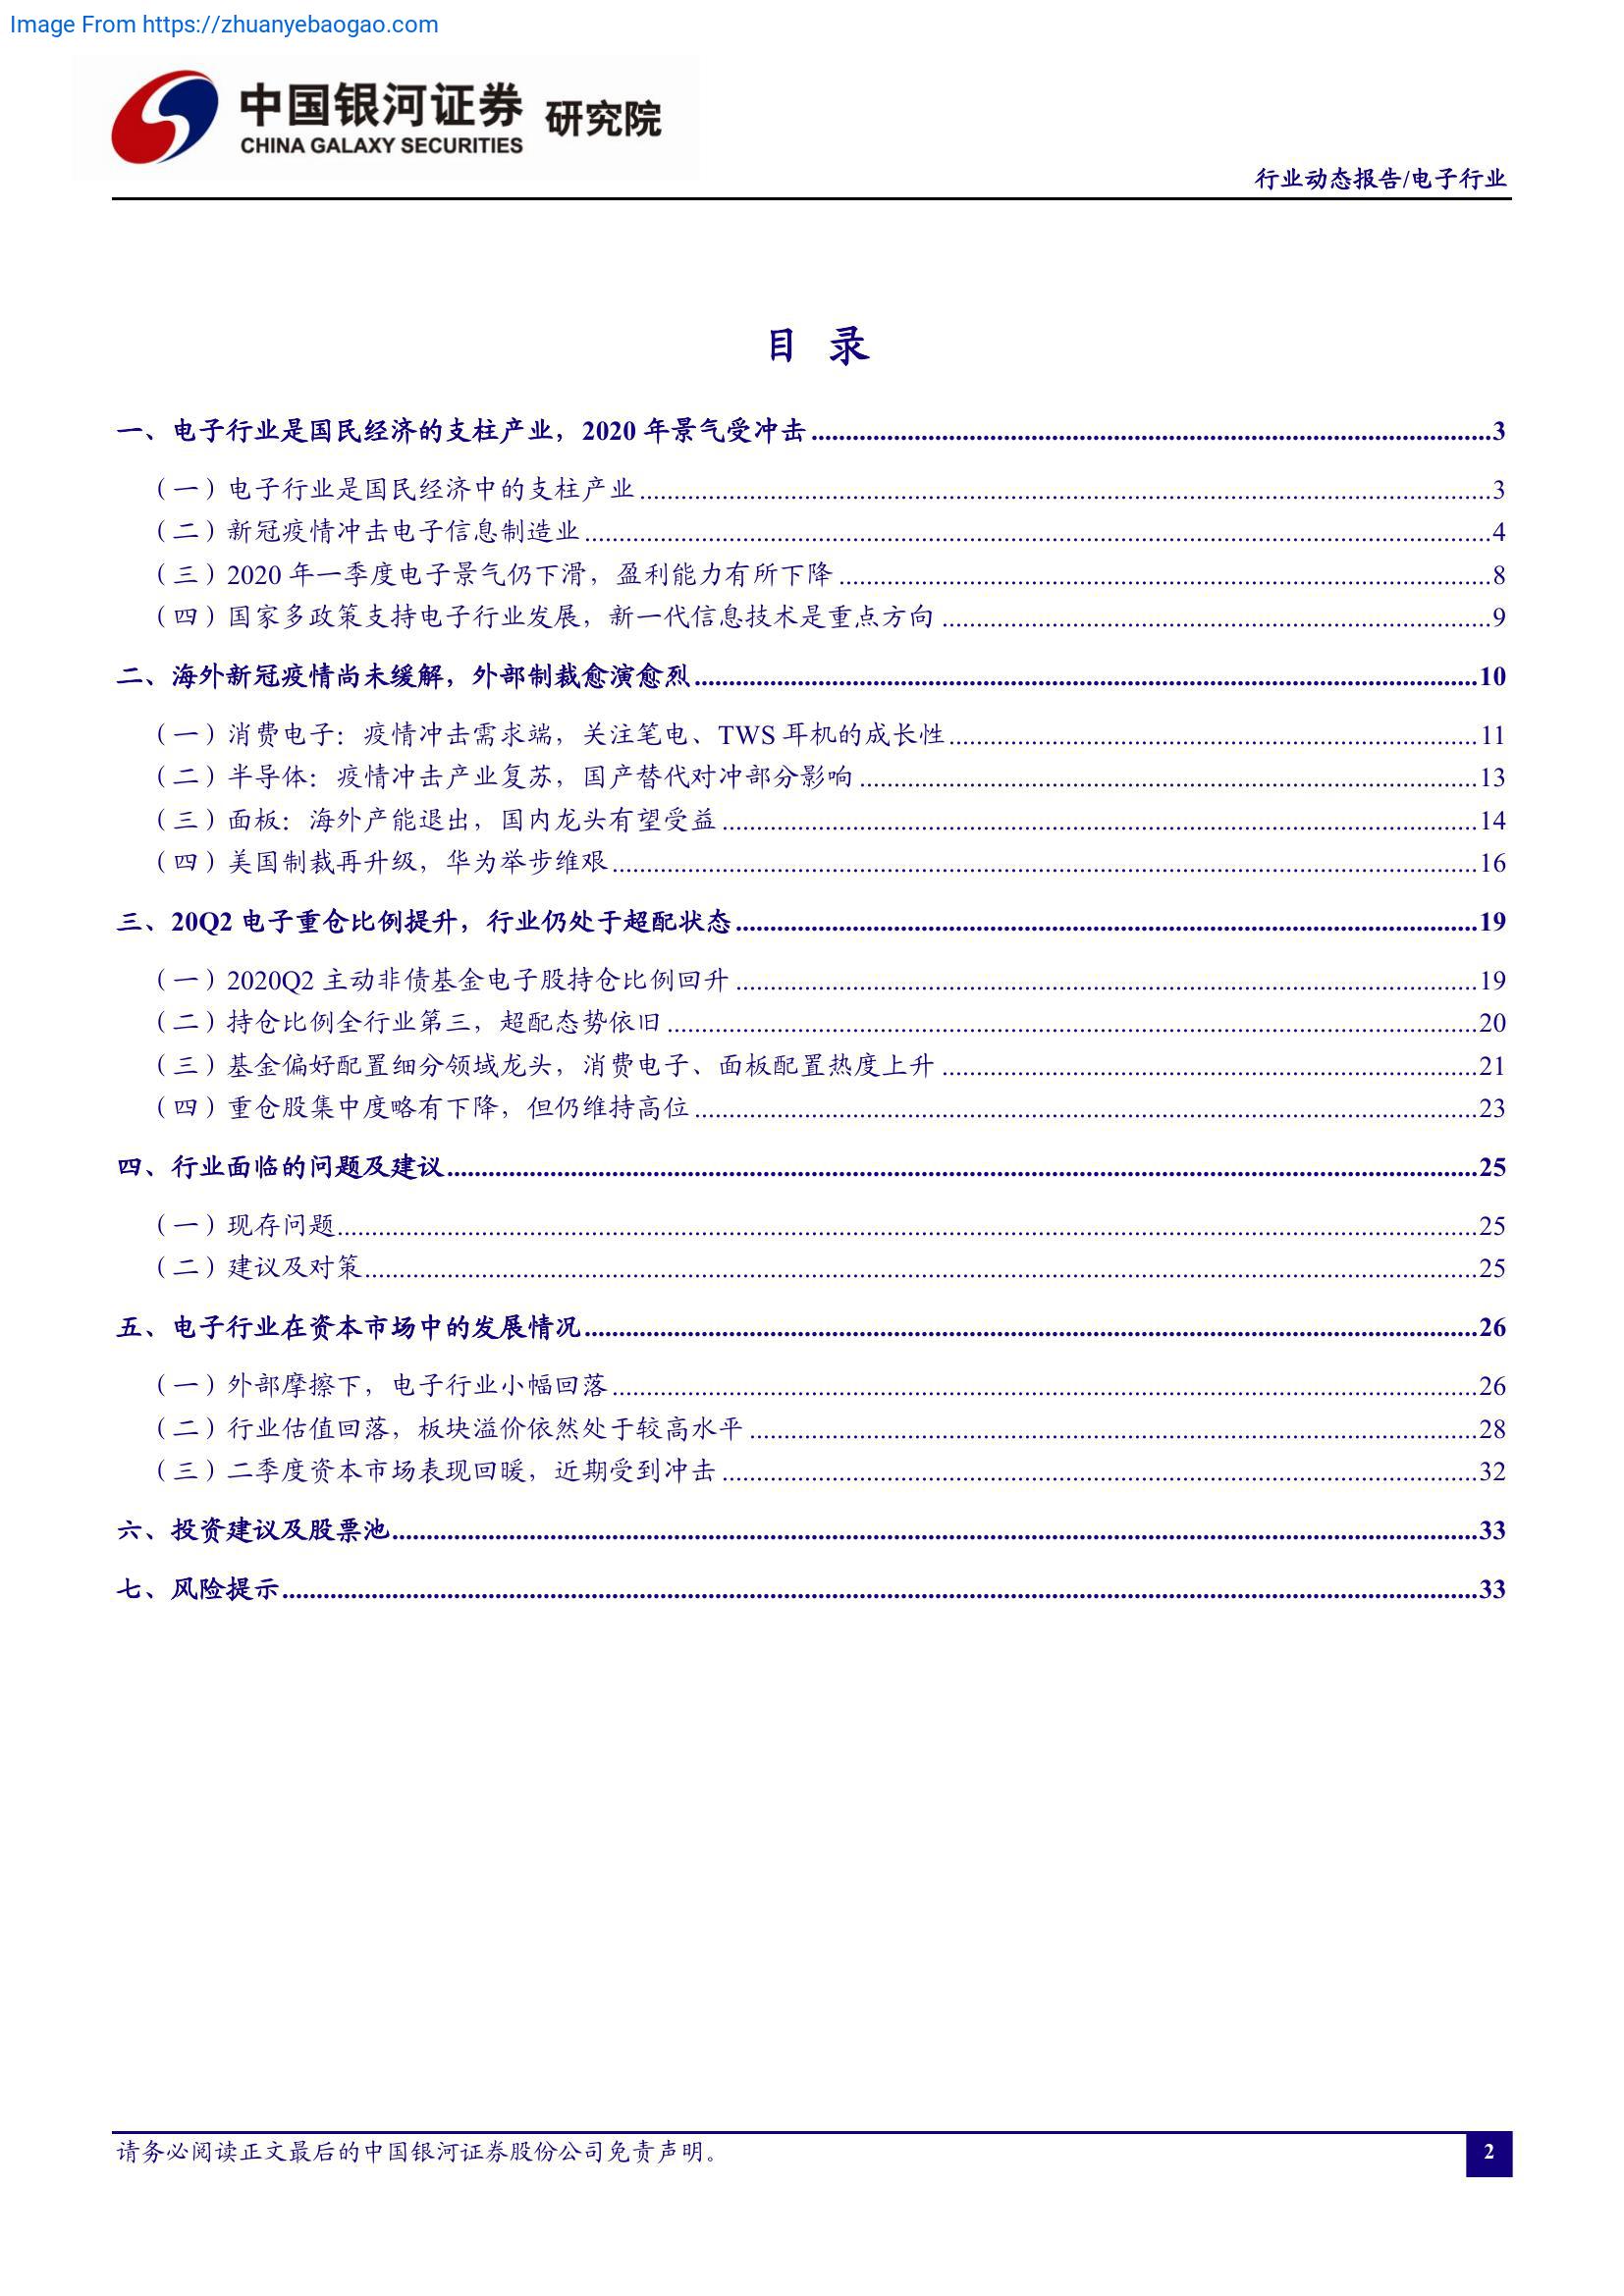 Image From https://zhuanyebaogao.com
中国银河证券 研究院
CHINA GALAXY SECURITIES
行业动态报告/电子行业
目 录
一、电子行业是国民经济的支柱产业，2020 年景气受冲击 3
（一）电子行业是国民经济中的支柱产业 3
（二）新冠疫情冲击电子信息制造业 4
（三）2020 年一季度电子景气仍下滑，盈利能力有所下降 8
（四）国家多政策支持电子行业发展，新一代信息技术是重点方向 9
二、海外新冠疫情尚未缓解，外部制裁愈演愈烈 10
（一）消费电子：疫情冲击需求端，关注笔电、TWS 耳机的成长性 11
（二）半导体：疫情冲击产业复苏，国产替代对冲部分影响 13
（三）面板：海外产能退出，国内龙头有望受益 14
（四）美国制裁再升级，华为举步维艰 16
三、20Q2 电子重仓比例提升，行业仍处于超配状态 19
（一）2020Q2 主动非债基金电子股持仓比例回升 19
（二）持仓比例全行业第三，超配态势依旧 20
（三）基金偏好配置细分领域龙头，消费电子、面板配置热度上升 21
（四）重仓股集中度略有下降，但仍维持高位 23
四、行业面临的问题及建议 25
（一）现存问题 25
（二）建议及对策 25
五、电子行业在资本市场中的发展情况 26
（一）外部摩擦下，电子行业小幅回落 26
（二）行业估值回落，板块溢价依然处于较高水平 28
（三）二季度资本市场表现回暖，近期受到冲击 32
六、投资建议及股票池 33
七、风险提示 33
请务必阅读正文最后的中国银河证券股份公司免责声明。
2